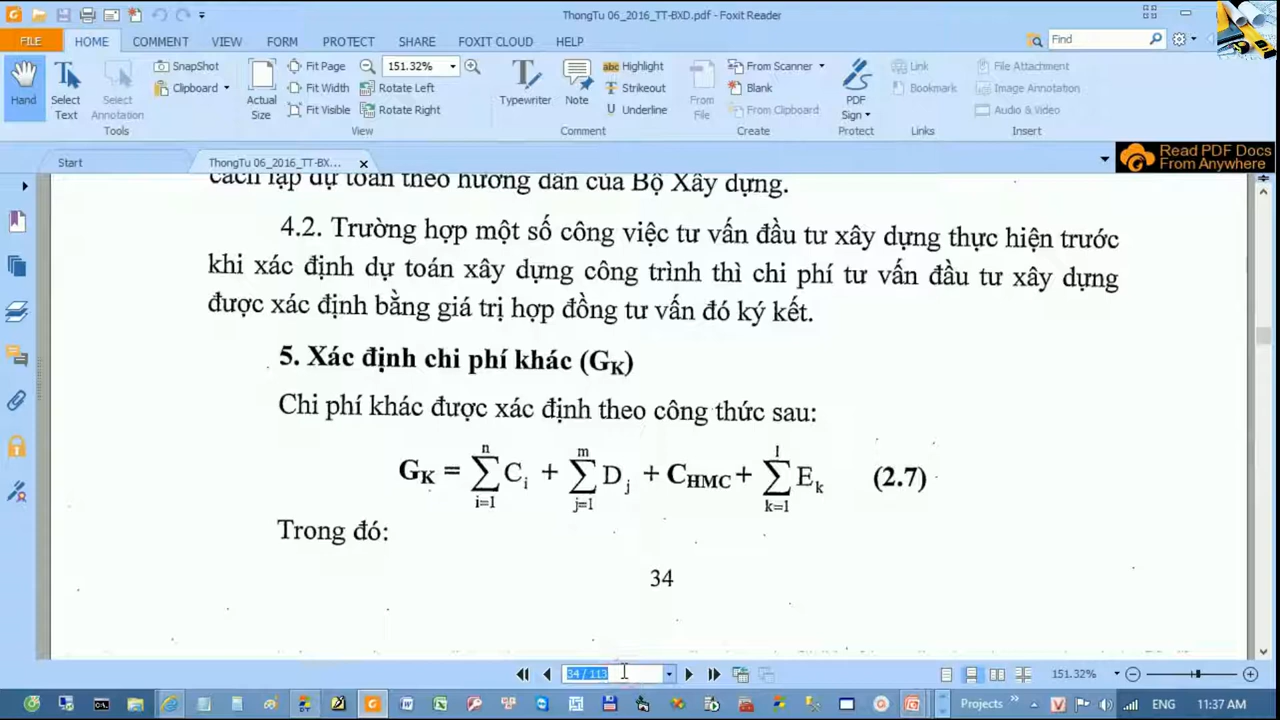 ThongTu 06_2016_TT-BXD.pdf - Foxit Reader
FILE HOME COMMENT VIEW FORM PROTECT SHARE FOXIT CLOUD HELP Find
Hand
Select Text
Select Annotation
SnapShot
Clipboard
Tools
Actual Size
Fit Page
Fit Width
Fit Visible
151.32%
Rotate Left
Rotate Right
View
Typewriter
Note
Highlight
Strikeout
Underline
Comment
From File
From Scanner
Blank
From Clipboard
Create
PDF Sign
Protect
Link
Bookmark
Links
File Attachment
Image Annotation
Audio & Video
Insert
Start ThongTu 06_2016_TT-BX...
Read PDF Docs
From Anywhere
cách lập dự toán theo hướng dẫn của Bộ Xây dựng.
4.2. Trường hợp một số công việc tư vấn đầu tư xây dựng thực hiện trước
khi xác định dự toán xây dựng công trình thì chi phí tư vấn đầu tư xây dựng
được xác định bằng giá trị hợp đồng tư vấn đó ký kết.
5. Xác định chi phí khác (GK)
Chi phí khác được xác định theo công thức sau:
GK = ∑_{i=1}^{n} Ci + ∑_{j=1}^{m} Dj + CHMC + ∑_{k=1}^{l} Ek (2.7)
Trong đó:
34
34 / 113
151.32%
Projects » ENG 11:37 AM